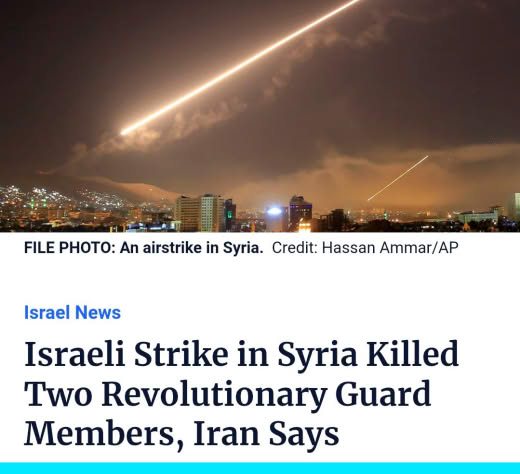 FILE PHOTO: An airstrike in Syria. Credit: Hassan Ammar/AP
Israel News
Israeli Strike in Syria Killed
Two Revolutionary Guard
Members, Iran Says